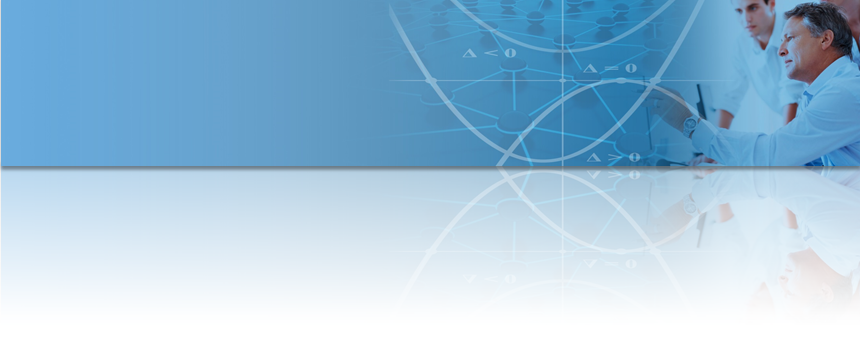 Δ < 0
Δ = 0
Δ > 0